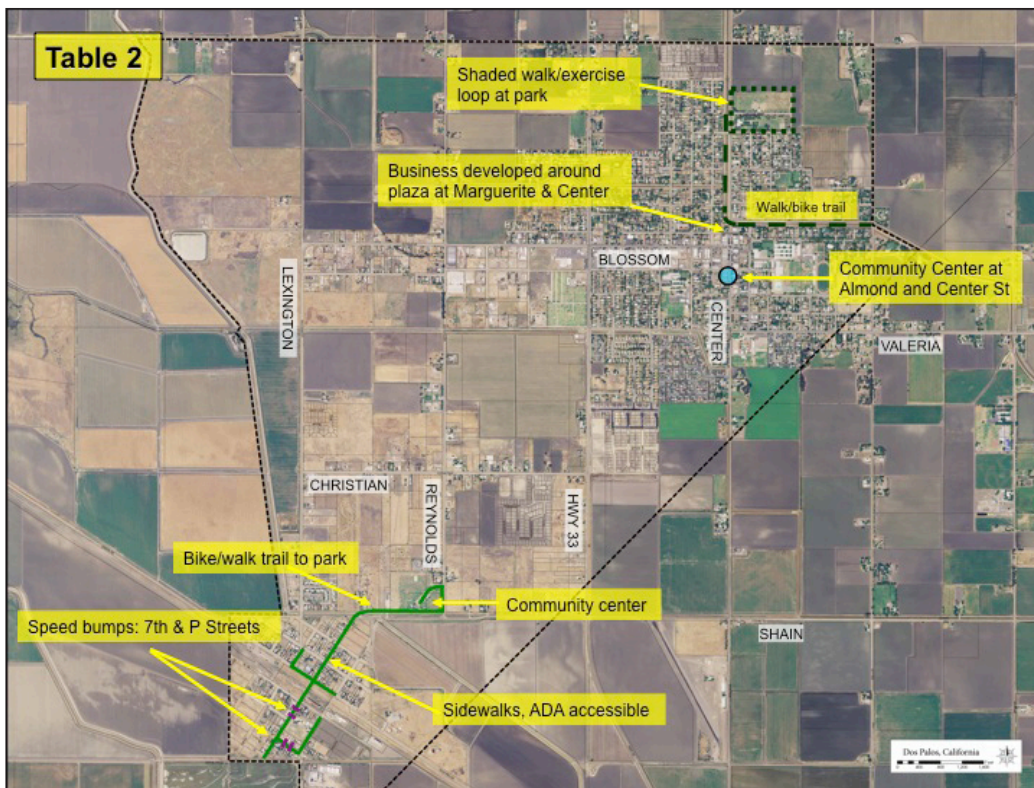 Table 2
Shaded walk/exercise
loop at park
Business developed around
plaza at Marguerite & Center
Walk/bike trail
BLOSSOM
Community Center at
Almond and Center St
LEXINGTON
CENTER
VALERIA
CHRISTIAN
REYNOLDS
HWY 33
Bike/walk trail to park
Community center
Speed bumps: 7th & P Streets
SHAIN
Sidewalks, ADA accessible
Dos Palos, California